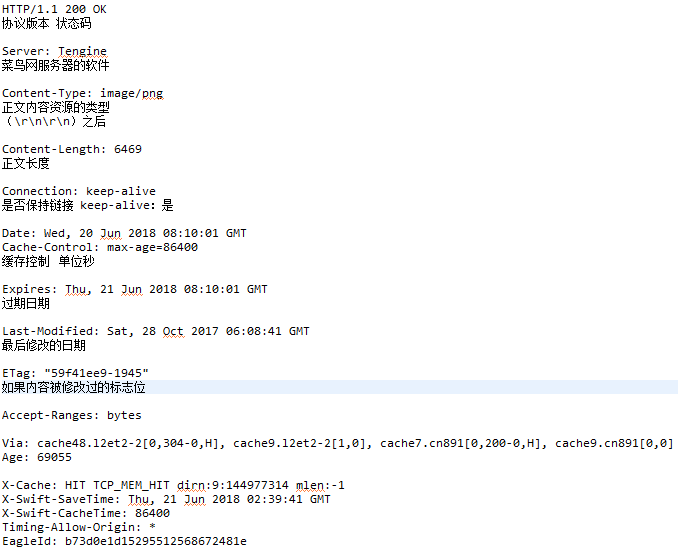 HTTP/1.1 200 OK
协议版本 状态码
Server: Tengine
菜鸟网服务器的软件
Content-Type: image/png
正文内容资源的类型
（\r\n\r\n）之后
Content-Length: 6469
正文长度
Connection: keep-alive
是否保持链接 keep-alive：是
Date: Wed, 20 Jun 2018 08:10:01 GMT
Cache-Control: max-age=86400
缓存控制 单位秒
Expires: Thu, 21 Jun 2018 08:10:01 GMT
过期日期
Last-Modified: Sat, 28 Oct 2017 06:08:41 GMT
最后修改的日期
ETag: "59f41ee9-1945"
如果内容被修改过的标志位
Accept-Ranges: bytes
Via: cache48.l2et2-2[0,304-0,H], cache9.l2et2-2[1,0], cache7.cn891[0,200-0,H], cache9.cn891[0,0]
Age: 69055
X-Cache: HIT TCP_MEM_HIT dirn:9:144977314 mlen:-1
X-Swift-SaveTime: Thu, 21 Jun 2018 02:39:41 GMT
X-Swift-CacheTime: 86400
Timing-Allow-Origin: *
EagleId: b73d0e1d15295512568672481e